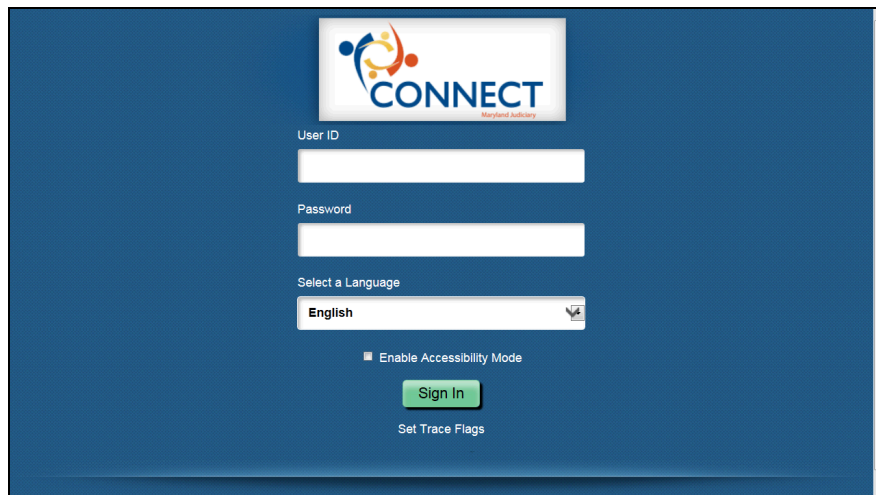 CONNECT
Maryland Judiciary
User ID
Password
Select a Language
English
Enable Accessibility Mode
Sign In
Set Trace Flags